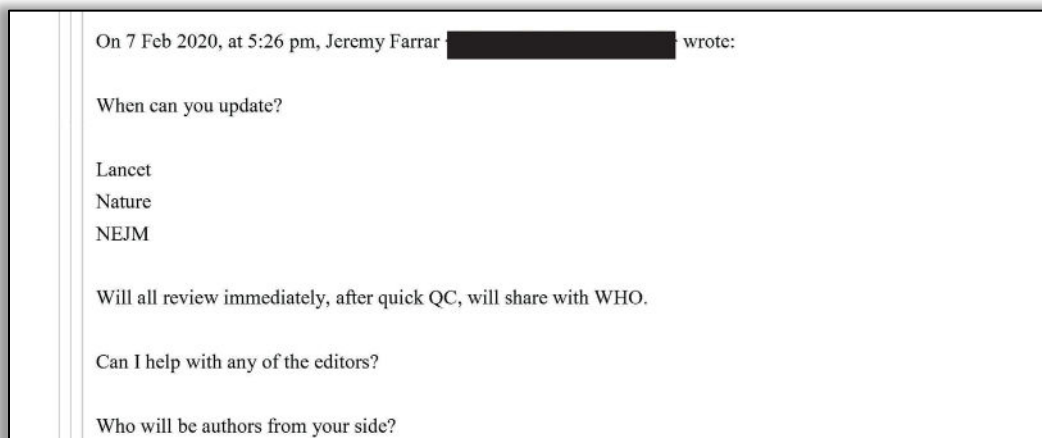 On 7 Feb 2020, at 5:26 pm, Jeremy Farrar wrote:
When can you update?
Lancet
Nature
NEJM
Will all review immediately, after quick QC, will share with WHO.
Can I help with any of the editors?
Who will be authors from your side?